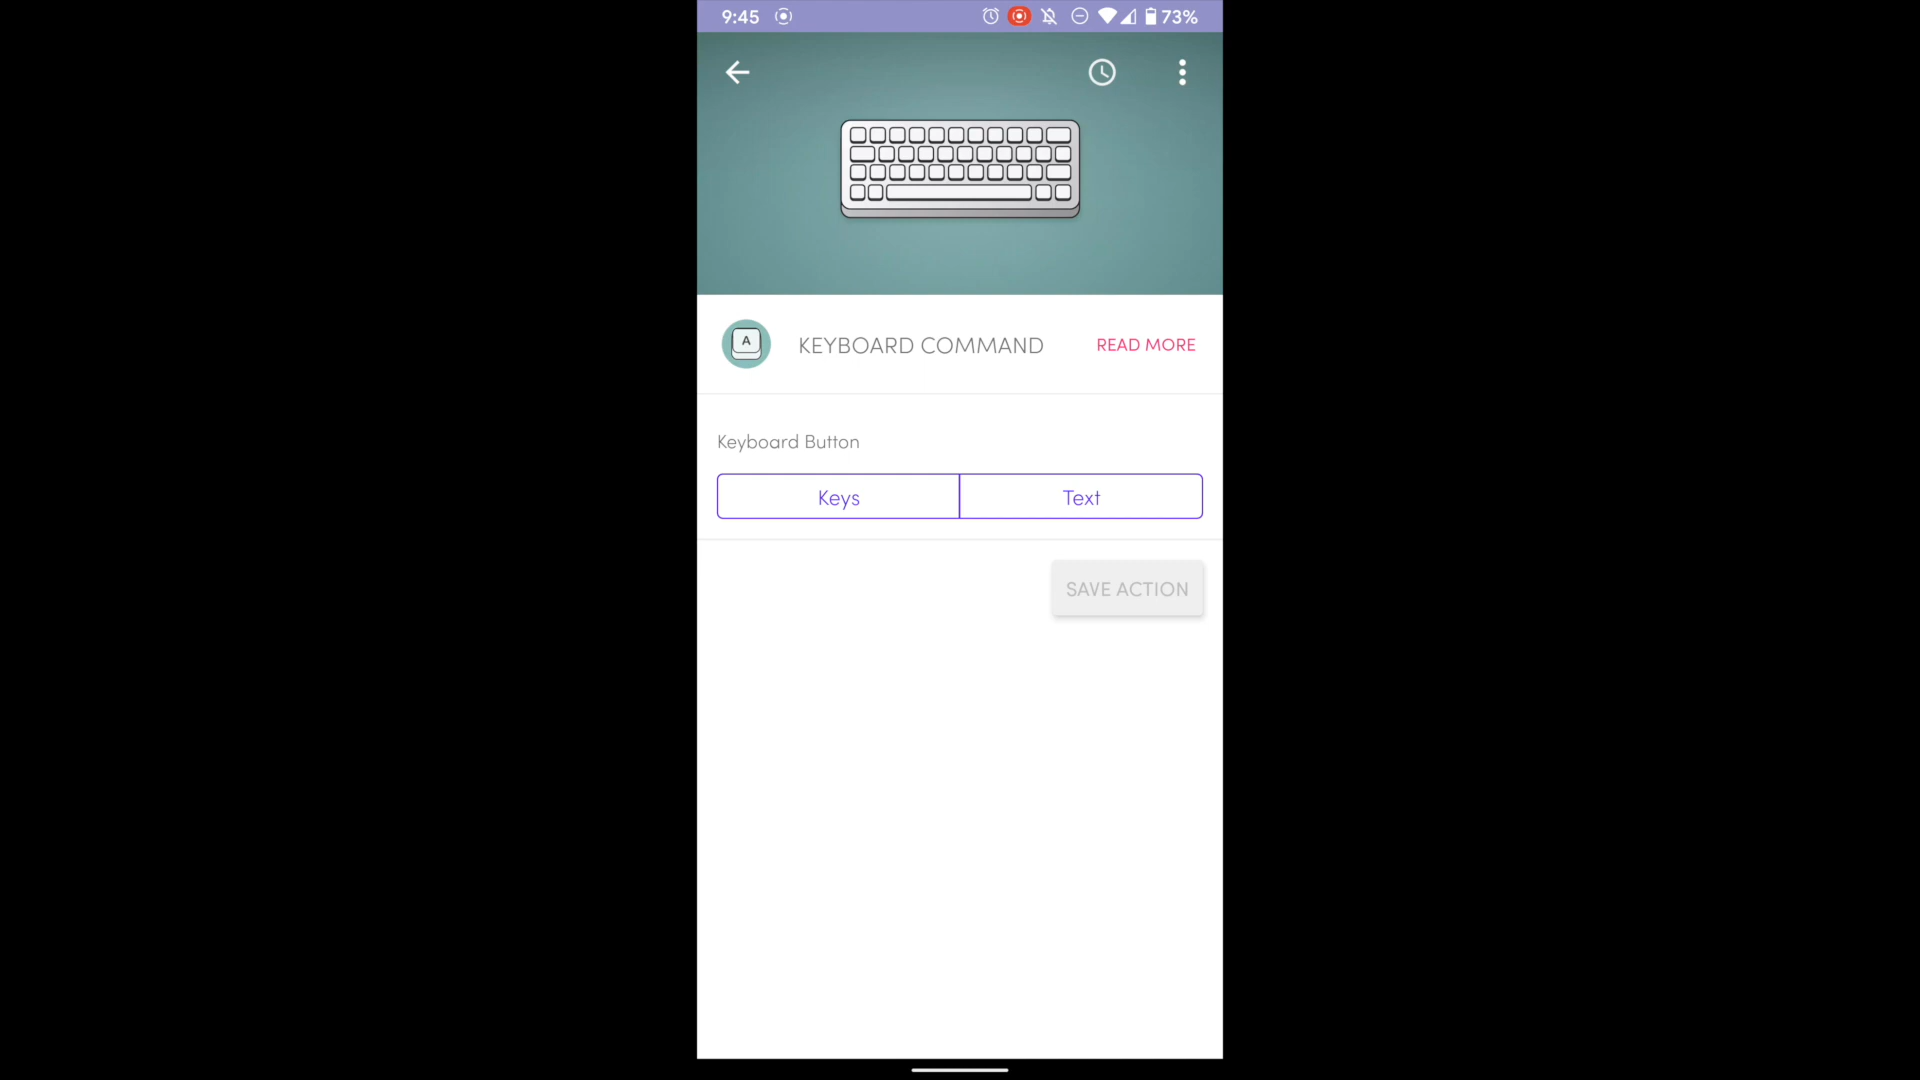 9:45 73%
A KEYBOARD COMMAND READ MORE
Keyboard Button
Keys Text
SAVE ACTION